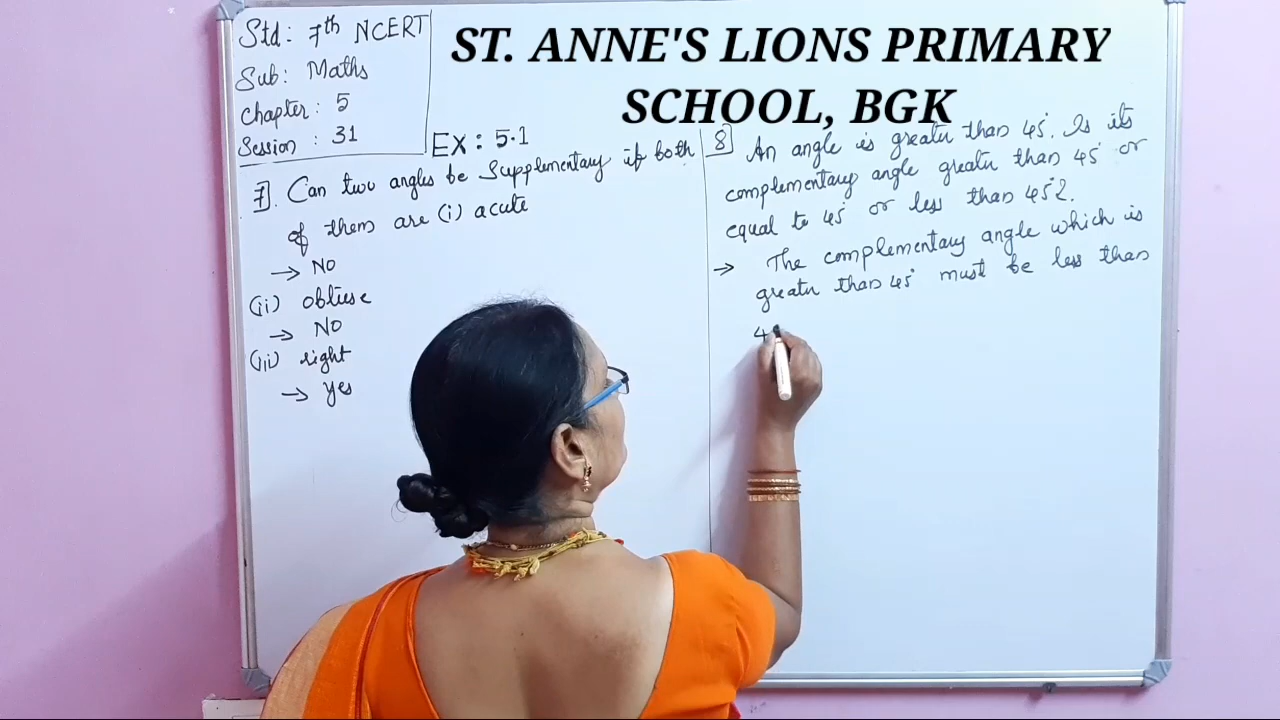 Std: 7th NCERT
Sub: Maths
Chapter: 5
Session: 31
ST. ANNE'S LIONS PRIMARY
SCHOOL, BGK
Ex: 5.1
7. Can two angles be Supplementary if both
of them are (i) acute
→ NO
(ii) obtuse
→ NO
(iii) right
→ yes
8 An angle is greater than 45°. Is its
complementary angle greater than 45° or
equal to 45° or less than 45°?.
⇒ The complementary angle which is
greater than 45° must be less than
4